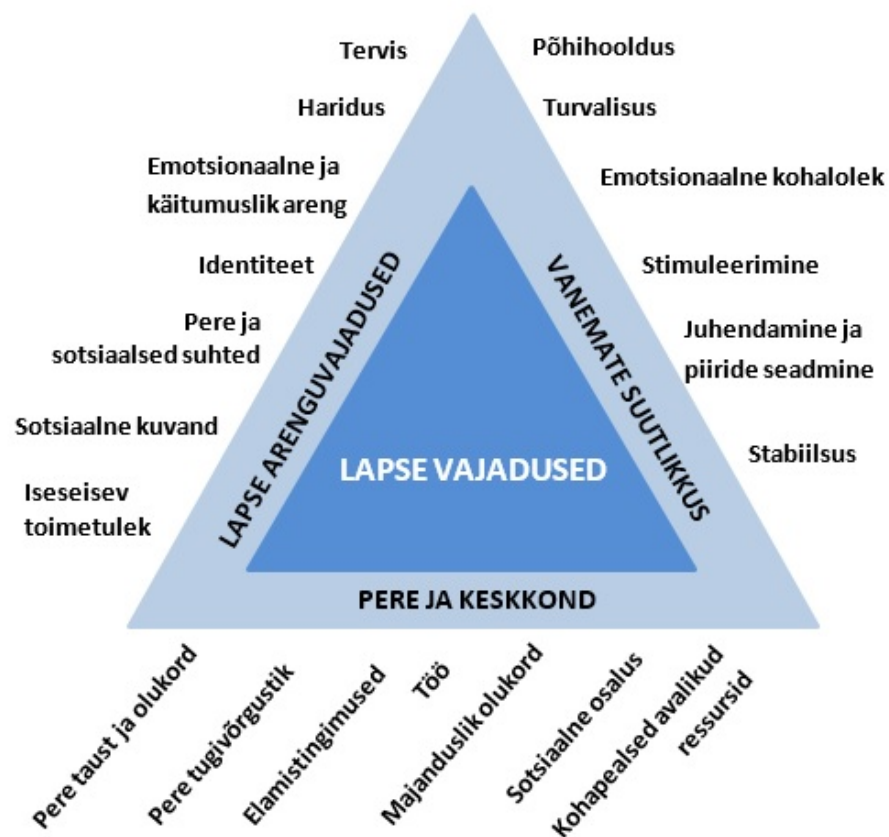 Tervis
Haridus
Emotsionaalne ja
käitumuslik areng
Identiteet
Pere ja
sotsiaalsed suhted
Sotsiaalne kuvand
Iseseisev
toimetulek
LAPSE ARENGUVAJADUSED
LAPSE VAJADUSED
VANEMATE SUUTLIKKUS
Põhihooldus
Turvalisus
Emotsionaalne kohalolek
Stimuleerimine
Juhendamine ja
piiride seadmine
Stabiilsus
PERE JA KESKKOND
Pere taust ja olukord
Pere tugivõrgustik
Elamistingimused
Töö
Majanduslik olukord
Sotsiaalne osalus
Kohapealsed avalikud
ressursid